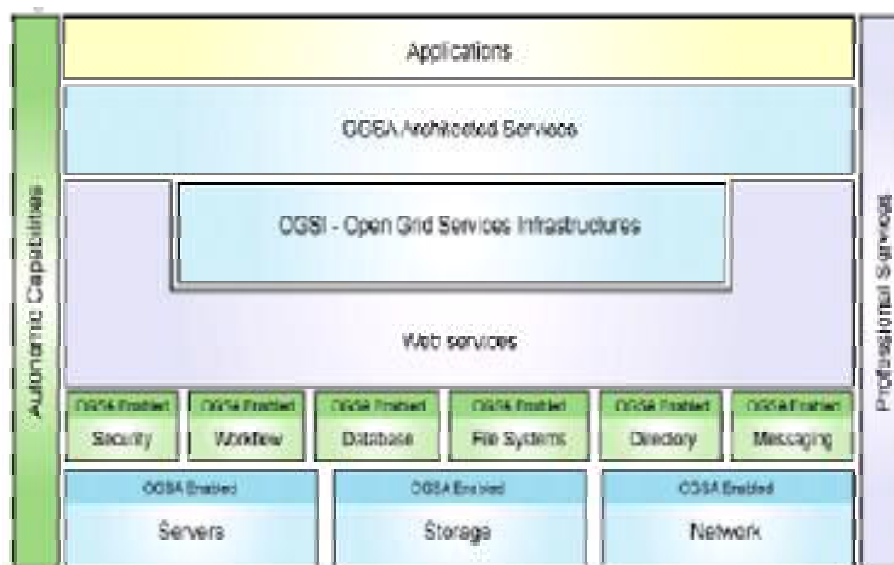 Applications
OGSA Architected Services
OGSI - Open Grid Services Infrastructures
Web services
OGSA Enabled
Security
OGSA Enabled
Workflow
OGSA Enabled
Database
OGSA Enabled
File Systems
OGSA Enabled
Directory
OGSA Enabled
Messaging
OGSA Enabled
Servers
OGSA Enabled
Storage
OGSA Enabled
Network
Autonomic Capabilities
Professional Services